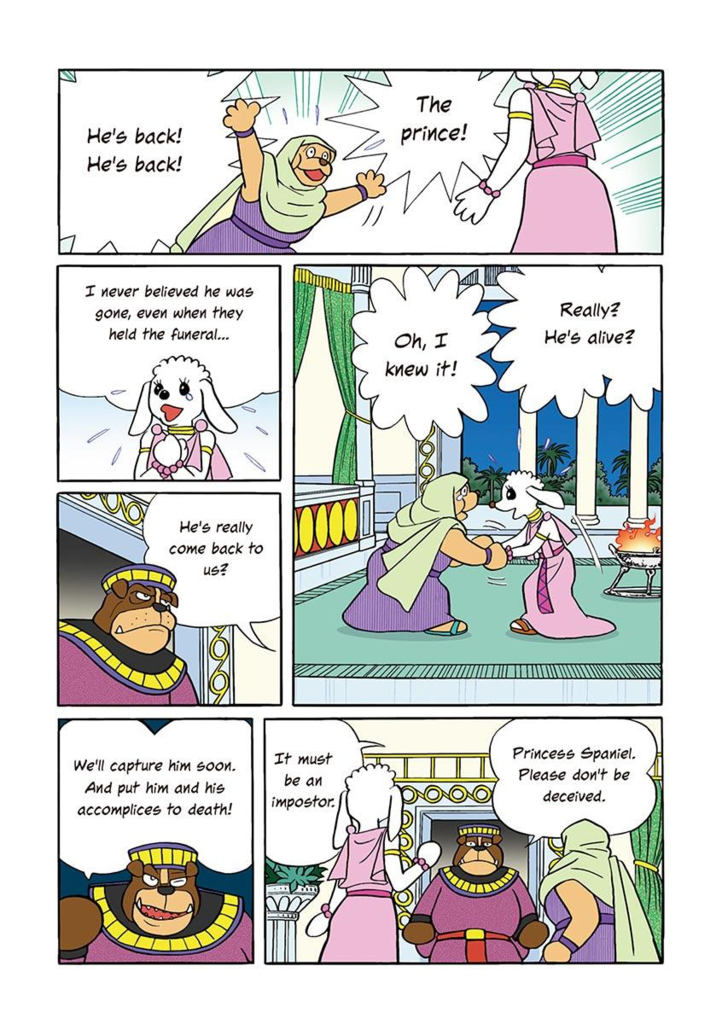 The
prince!
He's back!
He's back!
Really?
He's alive?
Oh, I
knew it!
I never believed he was
gone, even when they
held the funeral...
He's really
come back to
us?
Princess Spaniel.
Please don't be
deceived.
It must
be an
impostor.
We'll capture him soon.
And put him and his
accomplices to death!